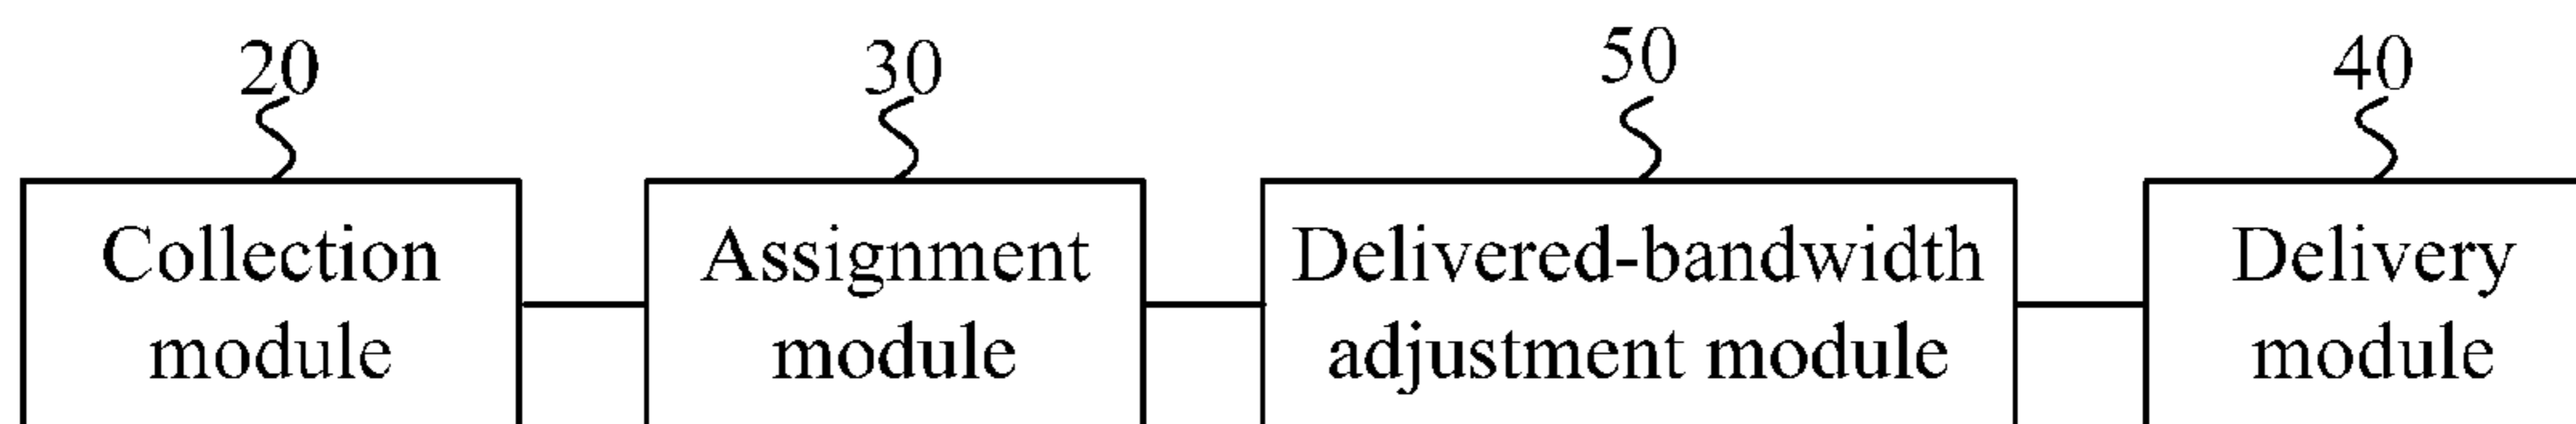 20 30 50 40
Collection Assignment Delivered-bandwidth Delivery
module module adjustment module module